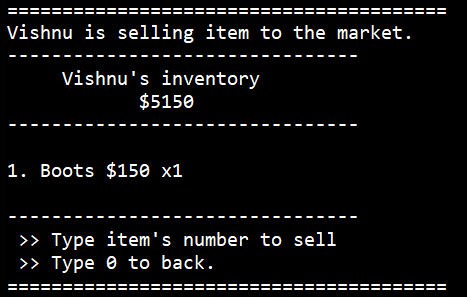 ========================================
Vishnu is selling item to the market.
--------------------------------
Vishnu's inventory
$5150
--------------------------------
1. Boots $150 x1
--------------------------------
>> Type item's number to sell
>> Type 0 to back.
========================================